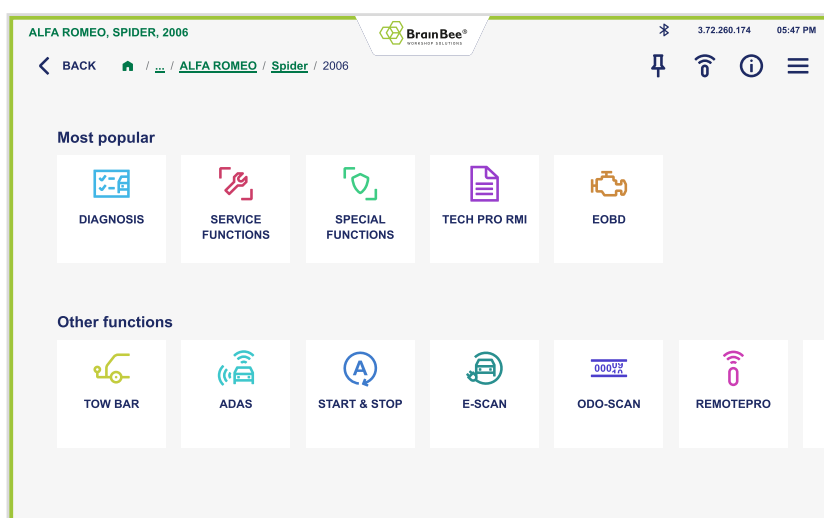 ALFA ROMEO, SPIDER, 2006
BrainBee®
WORKSHOP SOLUTIONS
3.72.260.174 05:47 PM
BACK / ... / ALFA ROMEO / Spider / 2006
Most popular
DIAGNOSIS
SERVICE
FUNCTIONS
SPECIAL
FUNCTIONS
TECH PRO RMI
EOBD
Other functions
TOW BAR
A
ADAS
START & STOP
E-SCAN
ODO-SCAN
REMOTEPRO